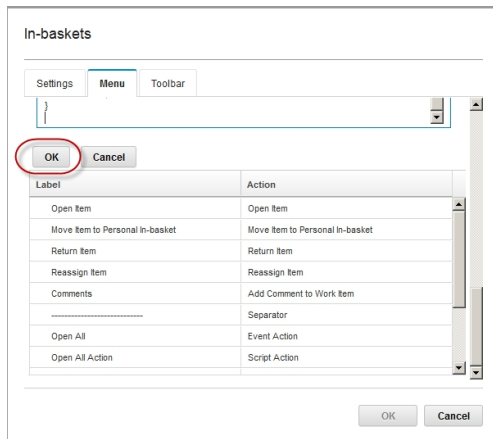 In-baskets
Settings Menu Toolbar
}
OK Cancel
Label Action
Open Item Open Item
Move Item to Personal In-basket Move Item to Personal In-basket
Return Item Return Item
Reassign Item Reassign Item
Comments Add Comment to Work Item
---------------------------- Separator
Open All Event Action
Open All Action Script Action
OK Cancel